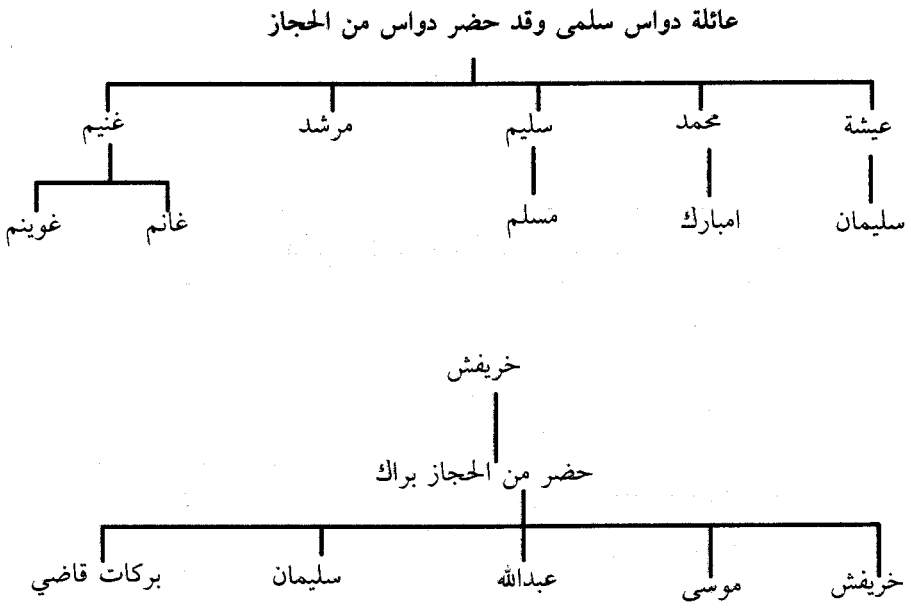 عائلة دواس سلمى وقد حضر دواس من الحجاز
عيشة محمد سليم مرشد غنيم
سليمان امبارك مسلم غانم غوينم
خريفش
حضر من الحجاز براك
خريفش موسى عبدالله سليمان بركات قاضي